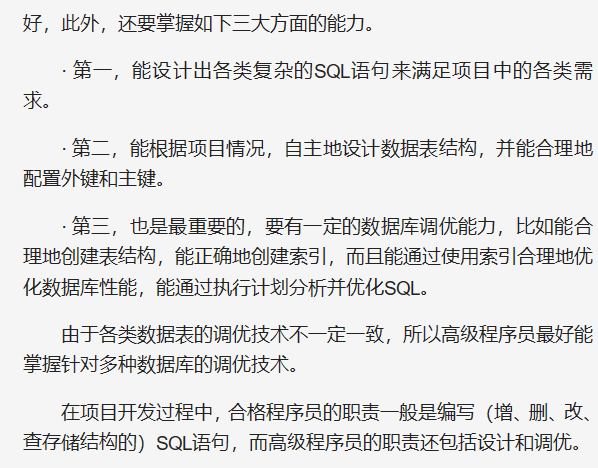 好，此外，还要掌握如下三大方面的能力。
· 第一，能设计出各类复杂的SQL语句来满足项目中的各类需
求。
· 第二，能根据项目情况，自主地设计数据表结构，并能合理地
配置外键和主键。
· 第三，也是最重要的，要有一定的数据库调优能力，比如能合
理地创建表结构，能正确地创建索引，而且能通过使用索引合理地优
化数据库性能，能通过执行计划分析并优化SQL。
由于各类数据表的调优技术不一定一致，所以高级程序员最好能
掌握针对多种数据库的调优技术。
在项目开发过程中，合格程序员的职责一般是编写（增、删、改、
查存储结构的）SQL语句，而高级程序员的职责还包括设计和调优。